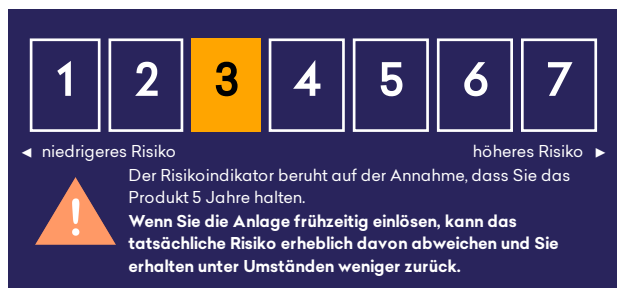 1 2 3 4 5 6 7
◄ niedrigeres Risiko höheres Risiko ►
Der Risikoindikator beruht auf der Annahme, dass Sie das
Produkt 5 Jahre halten.
Wenn Sie die Anlage frühzeitig einlösen, kann das
tatsächliche Risiko erheblich davon abweichen und Sie
erhalten unter Umständen weniger zurück.
!